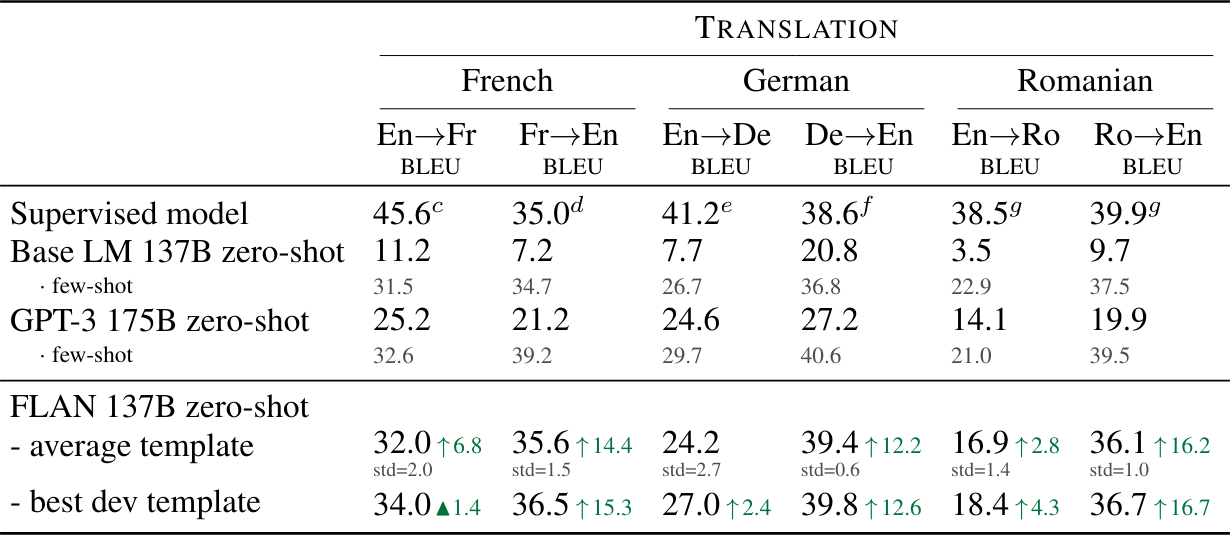 TRANSLATION
French German Romanian
En→Fr Fr→En En→De De→En En→Ro Ro→En
BLEU BLEU BLEU BLEU BLEU BLEU
Supervised model 45.6c 35.0d 41.2e 38.6f 38.5g 39.9g
Base LM 137B zero-shot 11.2 7.2 7.7 20.8 3.5 9.7
· few-shot 31.5 34.7 26.7 36.8 22.9 37.5
GPT-3 175B zero-shot 25.2 21.2 24.6 27.2 14.1 19.9
· few-shot 32.6 39.2 29.7 40.6 21.0 39.5
FLAN 137B zero-shot
- average template 32.0 ↑6.8 35.6 ↑14.4 24.2 39.4 ↑12.2 16.9 ↑2.8 36.1 ↑16.2
std=2.0 std=1.5 std=2.7 std=0.6 std=1.4 std=1.0
- best dev template 34.0 ▲1.4 36.5 ↑15.3 27.0 ↑2.4 39.8 ↑12.6 18.4 ↑4.3 36.7 ↑16.7